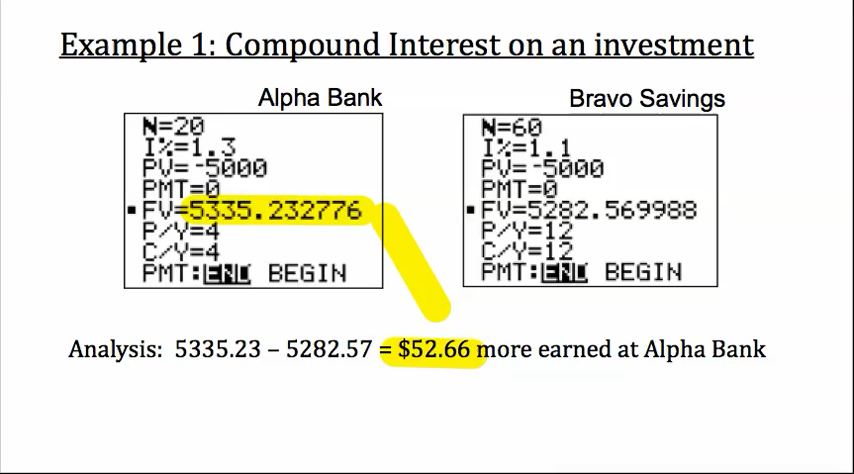 Example 1: Compound Interest on an investment
Alpha Bank
N=20
I%=1.3
PV=-5000
PMT=0
▪FV=5335.232776
P/Y=4
C/Y=4
PMT:END BEGIN
Bravo Savings
N=60
I%=1.1
PV=-5000
PMT=0
▪FV=5282.569988
P/Y=12
C/Y=12
PMT:END BEGIN
Analysis: 5335.23 – 5282.57 = $52.66 more earned at Alpha Bank